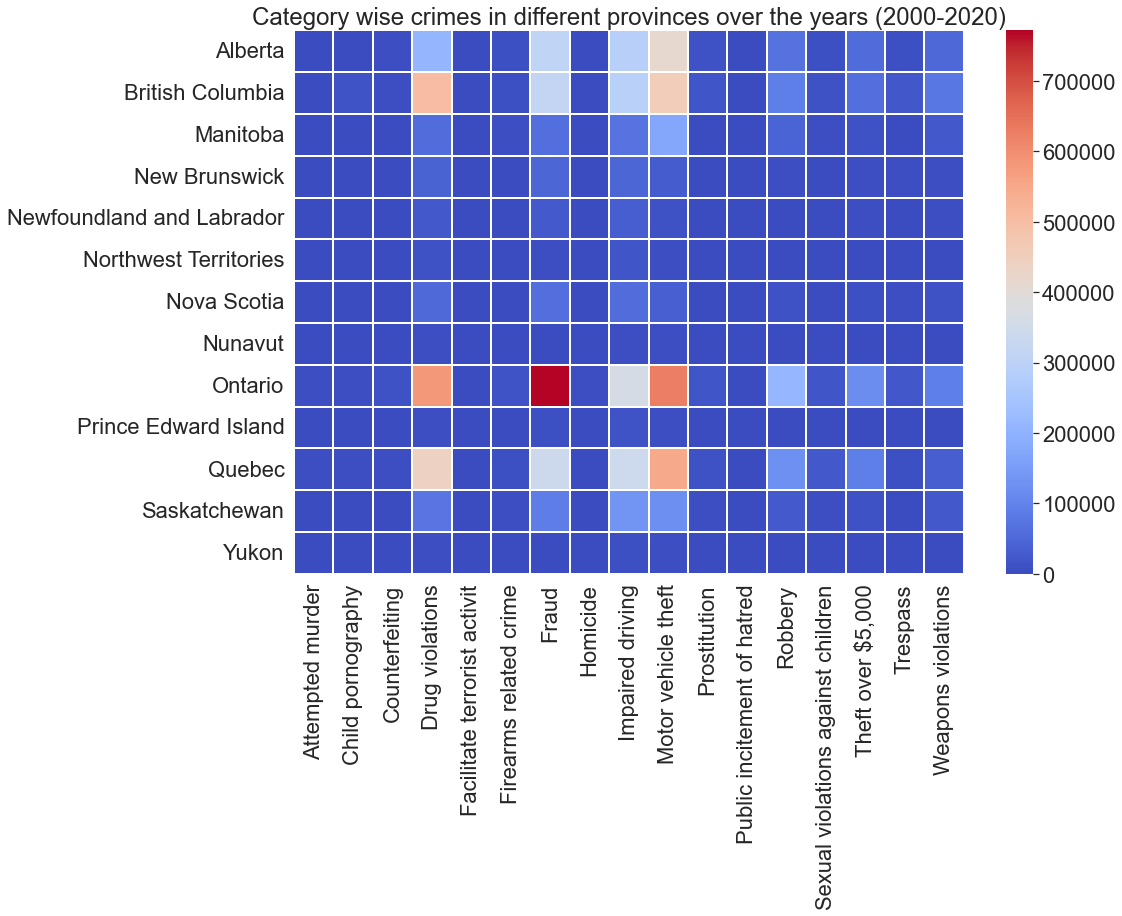 Category wise crimes in different provinces over the years (2000-2020)
Alberta
British Columbia
Manitoba
New Brunswick
Newfoundland and Labrador
Northwest Territories
Nova Scotia
Nunavut
Ontario
Prince Edward Island
Quebec
Saskatchewan
Yukon
Attempted murder
Child pornography
Counterfeiting
Drug violations
Facilitate terrorist activit
Firearms related crime
Fraud
Homicide
Impaired driving
Motor vehicle theft
Prostitution
Public incitement of hatred
Robbery
Sexual violations against children
Theft over $5,000
Trespass
Weapons violations
700000
600000
500000
400000
300000
200000
100000
0